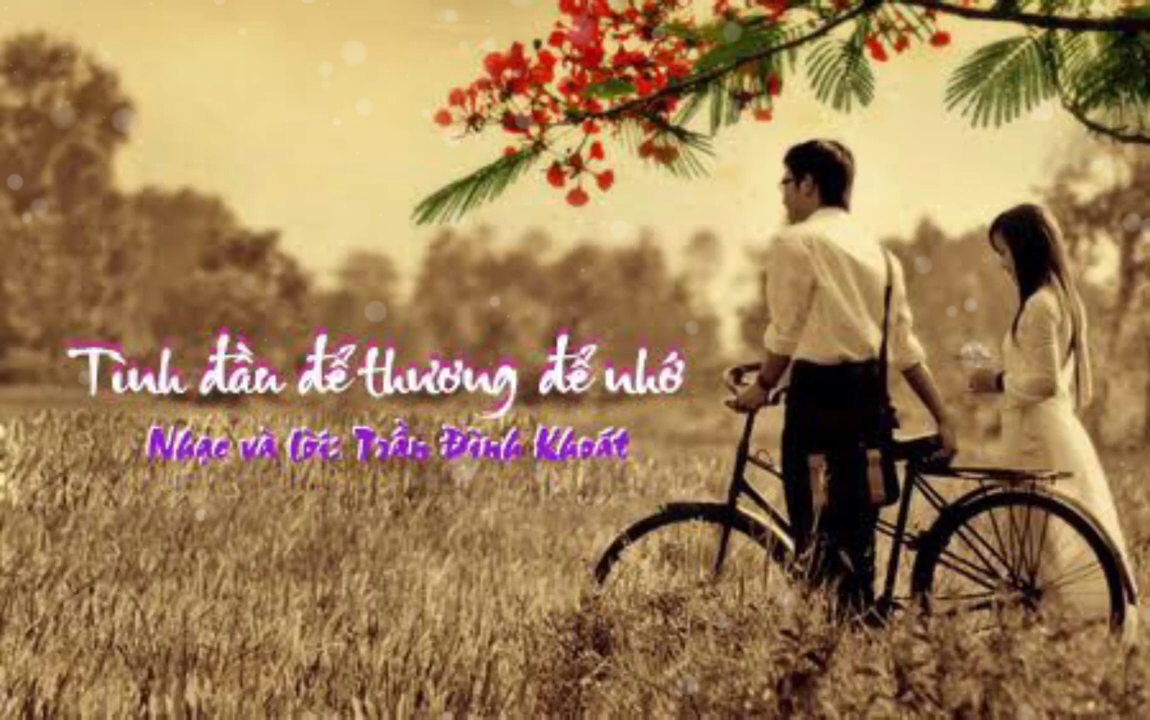 Tình đầu để thương để nhớ
Nhạc và lời: Trần Đình Khoát